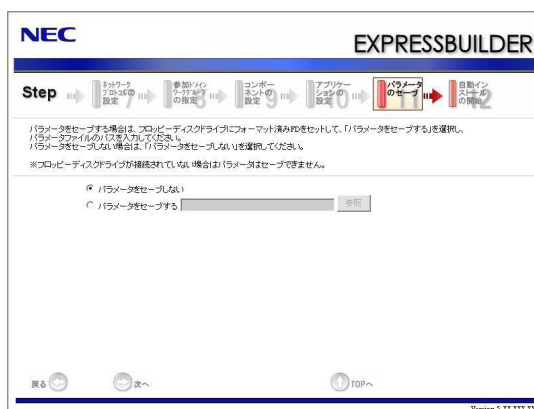 NEC
EXPRESSBUILDER
Step
ネットワーク
プロトコルの
設定 7
参加ドメイン
ワークグループ
の指定 8
コンポー
ネントの
設定 9
アプリケー
ションの
設定 10
パラメータ
のセーブ 11
自動イン
ストール
の開始 12
パラメータをセーブする場合は、フロッピーディスクドライブにフォーマット済みFDをセットして、「パラメータをセーブする」を選択し、
パラメータファイルのパスを入力してください。
パラメータをセーブしない場合は、「パラメータをセーブしない」を選択してください。
※フロッピーディスクドライブが接続されていない場合はパラメータはセーブできません。
パラメータをセーブしない
パラメータをセーブする
参照
戻る
次へ
TOPへ